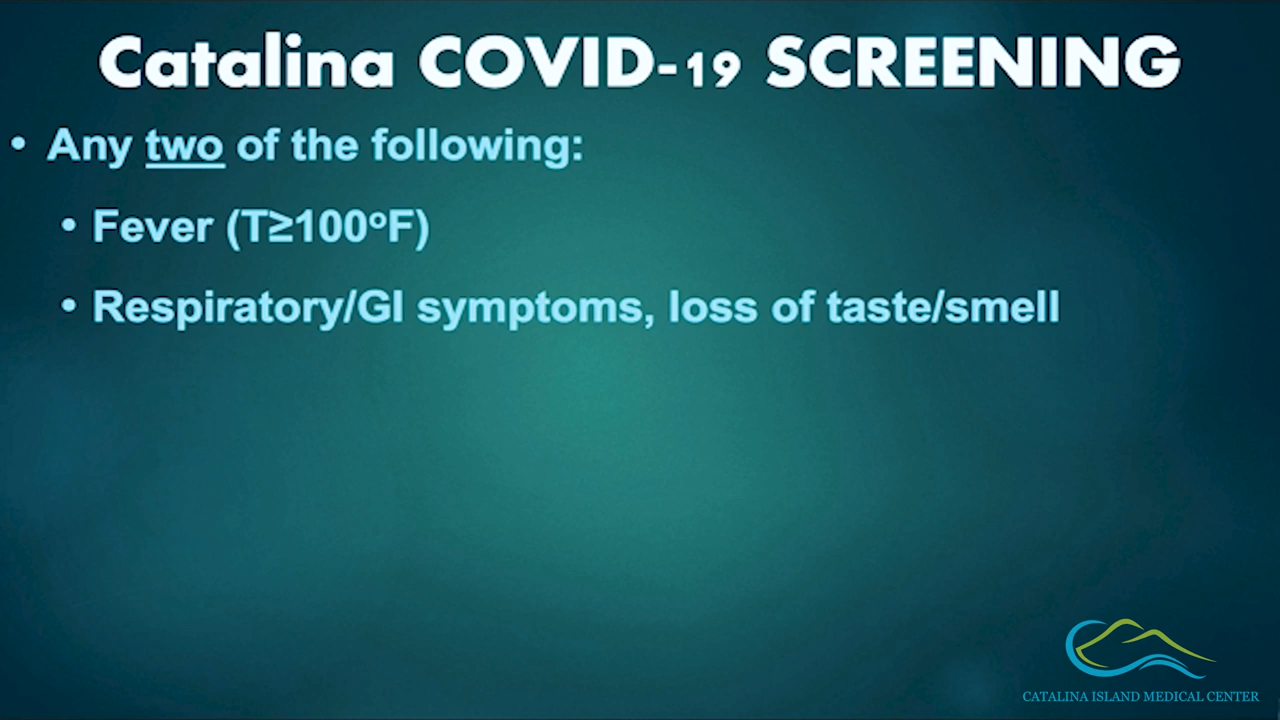 Catalina COVID-19 SCREENING
• Any two of the following:
• Fever (T≥100ºF)
• Respiratory/GI symptoms, loss of taste/smell
CATALINA ISLAND MEDICAL CENTER